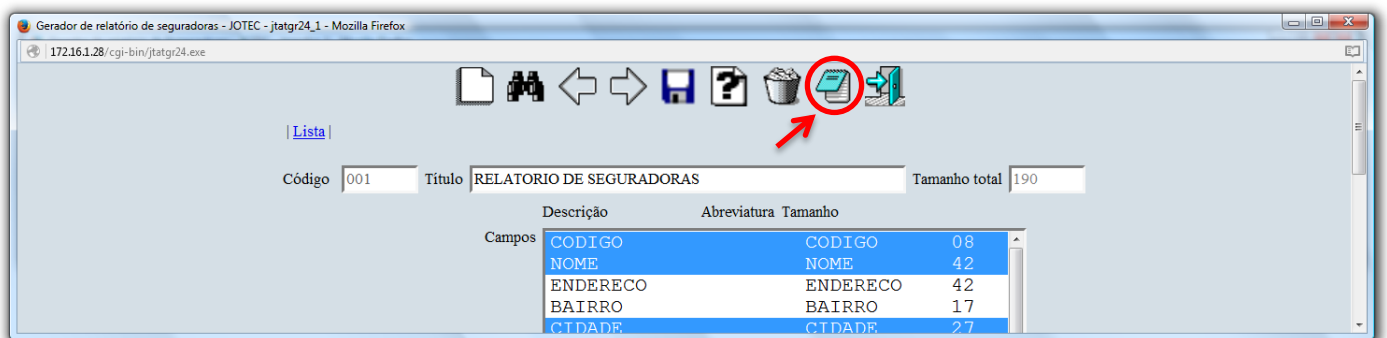 Gerador de relatório de seguradoras - JOTEC - jtatgr24_1 - Mozilla Firefox
172.16.1.28/cgi-bin/jtatgr24.exe
| Lista |
Código 001 Título RELATORIO DE SEGURADORAS Tamanho total 190
Descrição Abreviatura Tamanho
Campos CODIGO CODIGO 08
NOME NOME 42
ENDERECO ENDERECO 42
BAIRRO BAIRRO 17
CIDADE CIDADE 27